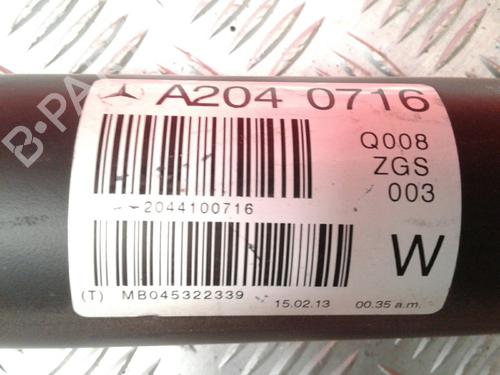 A204 0716
Q008
ZGS
003
2044100716
W
(T) MB045322339
15.02.13 00.35 a.m.
B-PA